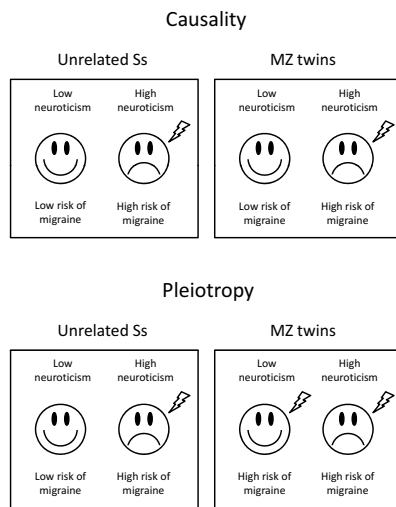 Causality
Unrelated Ss
MZ twins
Low
neuroticism
High
neuroticism
Low
neuroticism
High
neuroticism
Low risk of
migraine
High risk of
migraine
Low risk of
migraine
High risk of
migraine
Pleiotropy
Unrelated Ss
MZ twins
Low
neuroticism
High
neuroticism
Low
neuroticism
High
neuroticism
Low risk of
migraine
High risk of
migraine
High risk of
migraine
High risk of
migraine